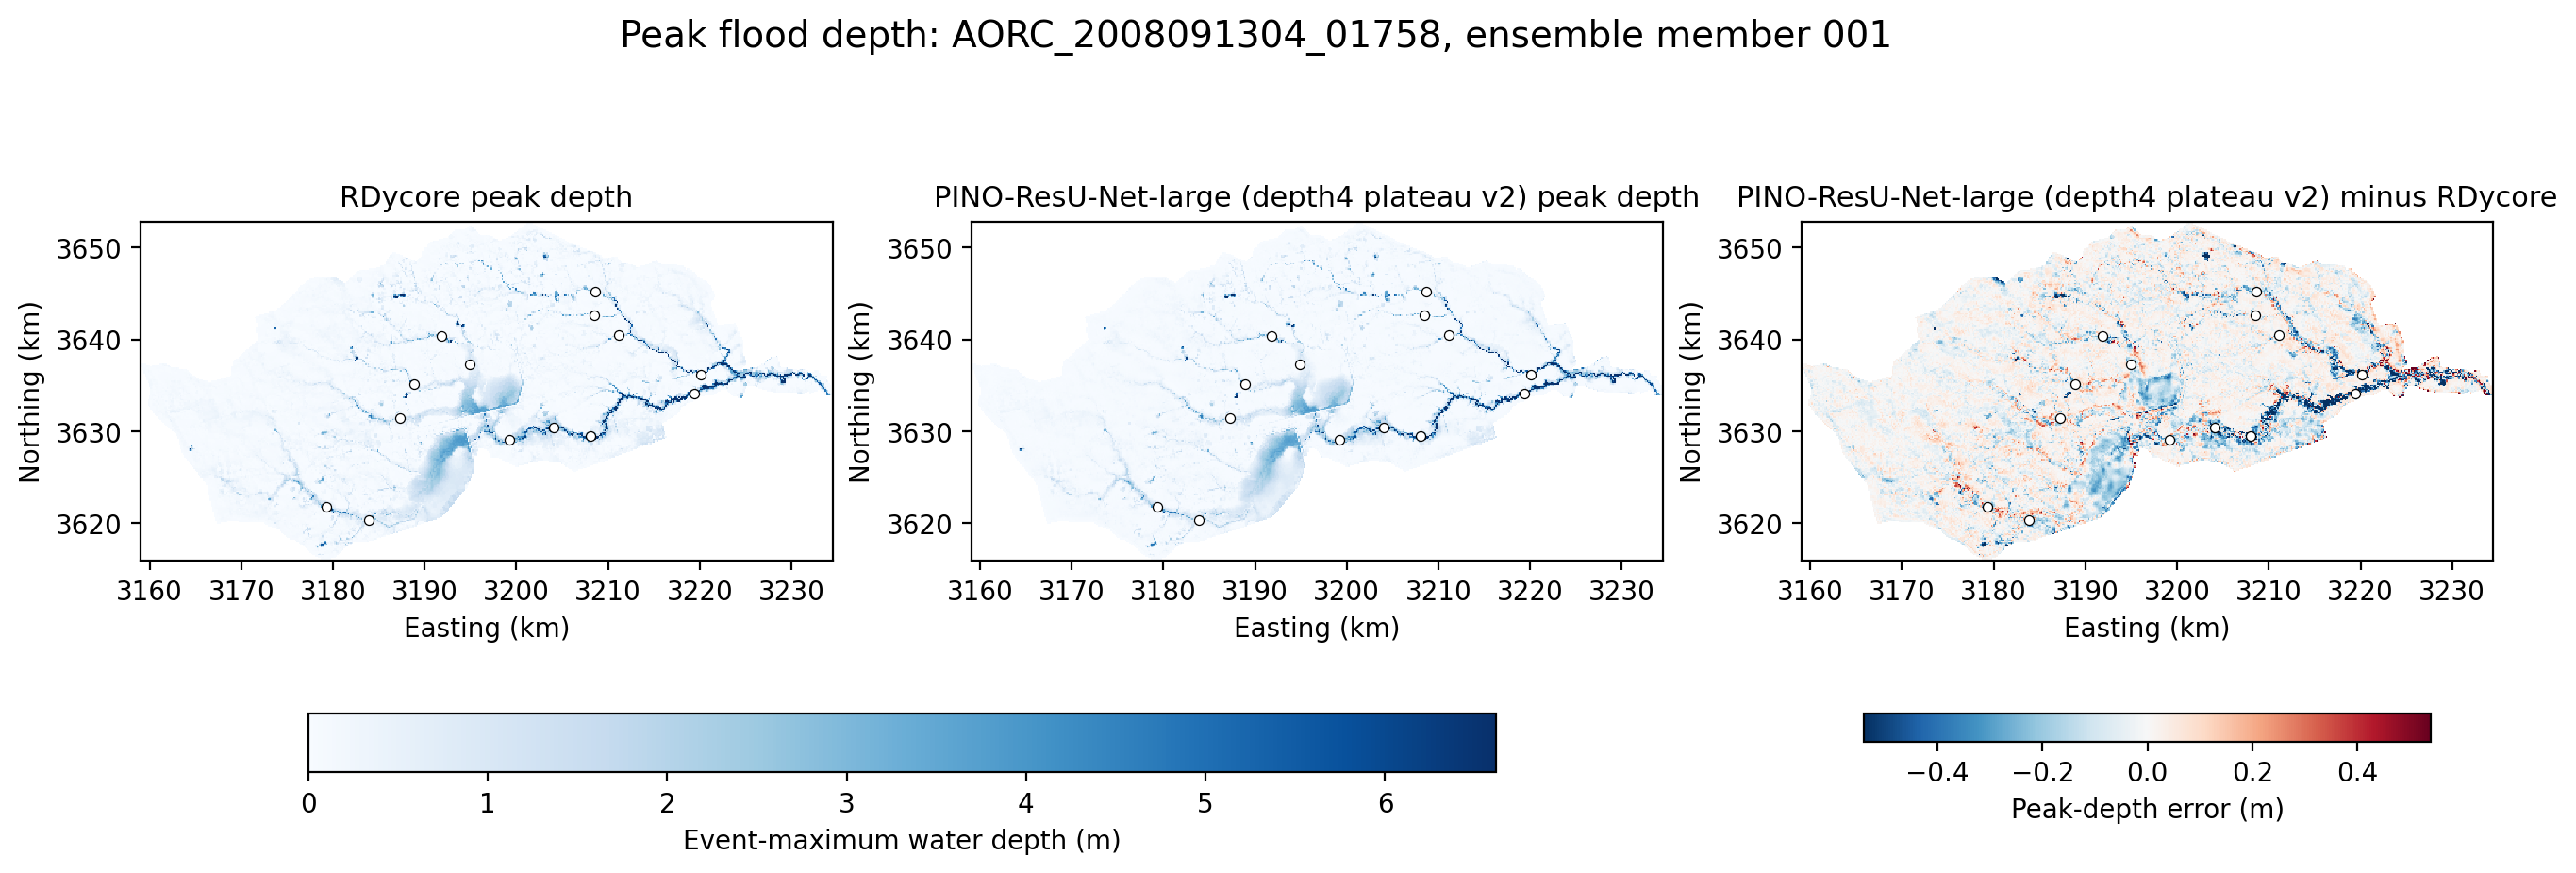 Peak flood depth: AORC_2008091304_01758, ensemble member 001
RDycore peak depth
PINO-ResU-Net-large (depth4 plateau v2) peak depth
PINO-ResU-Net-large (depth4 plateau v2) minus RDycore
Northing (km)
3650
3640
3630
3620
3160 3170 3180 3190 3200 3210 3220 3230
Easting (km)
Northing (km)
3650
3640
3630
3620
3160 3170 3180 3190 3200 3210 3220 3230
Easting (km)
Northing (km)
3650
3640
3630
3620
3160 3170 3180 3190 3200 3210 3220 3230
Easting (km)
0 1 2 3 4 5 6
Event-maximum water depth (m)
−0.4 −0.2 0.0 0.2 0.4
Peak-depth error (m)